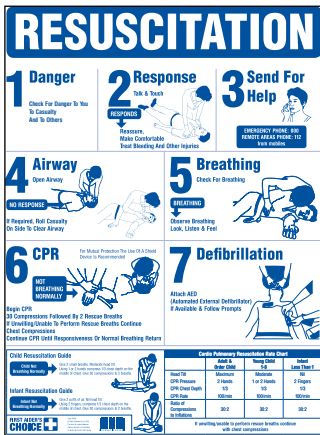 RESUSCITATION
1 Danger
Check For Danger To You
To Casualty
And To Others
2 Response
Talk & Touch
RESPONDS
Reassure,
Make Comfortable
Treat Bleeding And Other Injuries
3 Send For
Help
EMERGENCY PHONE: 000
REMOTE AREAS PHONE: 112
from mobiles
4 Airway
Open Airway
NO RESPONSE
If Required, Roll Casualty
On Side To Clear Airway
5 Breathing
Check For Breathing
BREATHING
Observe Breathing
Look, Listen & Feel
6 CPR
For Mutual Protection The Use Of A Shield
Device Is Recommended
NOT
BREATHING
NORMALLY
Begin CPR
30 Compressions Followed By 2 Rescue Breaths
If Unwilling/Unable To Perform Rescue Breaths Continue
Chest Compressions
Continue CPR Until Responsiveness Or Normal Breathing Return
7 Defibrillation
Attach AED
(Automated External Defibrillator)
If Available & Follow Prompts
Child Resuscitation Guide
Child Not
Breathing Normally
Infant Resuscitation Guide
Infant Not
Breathing Normally
FIRST AIDER'S
CHOICE
Cardio Pulmonary Resuscitation Rate Chart
Adult &
Older Child
Young Child
1-8
Infant
Less Than 1
Head Tilt Maximum Moderate Nil
CPR Pressure 2 Hands 1 or 2 Hands 2 Fingers
CPR Chest Depth 1/3 1/3 1/3
CPR Rate 100/min 100/min 100/min
Ratio of
Compressions
to Inflations
30:2 30:2 30:2
If unwilling/unable to perform rescue breaths continue
with chest compressions